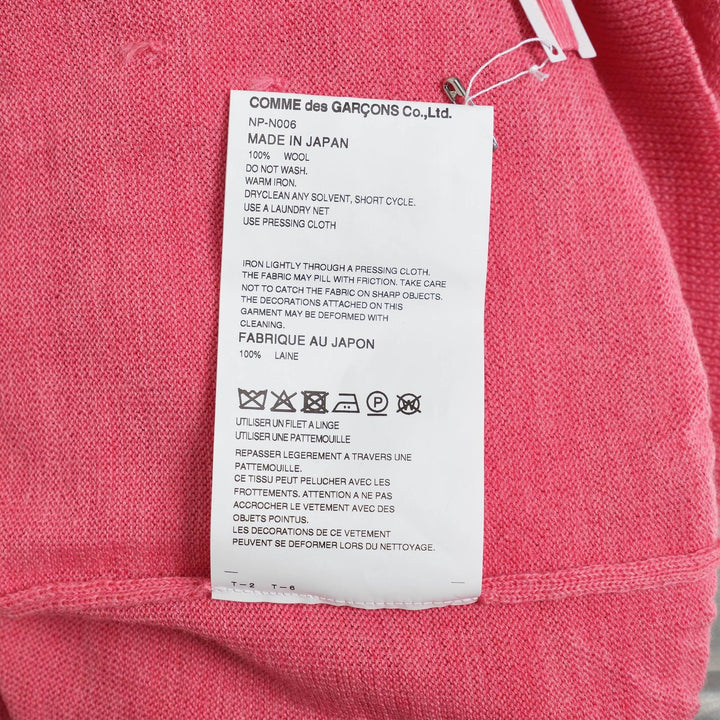 COMME des GARÇONS Co.,Ltd.
NP-N006
MADE IN JAPAN
100% WOOL
DO NOT WASH.
WARM IRON.
DRYCLEAN ANY SOLVENT, SHORT CYCLE.
USE A LAUNDRY NET
USE PRESSING CLOTH
IRON LIGHTLY THROUGH A PRESSING CLOTH.
THE FABRIC MAY PILL WITH FRICTION. TAKE CARE
NOT TO CATCH THE FABRIC ON SHARP OBJECTS.
THE DECORATIONS ATTACHED ON THIS
GARMENT MAY BE DEFORMED WITH
CLEANING.
FABRIQUE AU JAPON
100% LAINE
P W
UTILISER UN FILET A LINGE
UTILISER UNE PATTEMOUILLE
REPASSER LEGEREMENT A TRAVERS UNE
PATTEMOUILLE.
CE TISSU PEUT PELUCHER AVEC LES
FROTTEMENTS. ATTENTION A NE PAS
ACCROCHER LE VETEMENT AVEC DES
OBJETS POINTUS.
LES DECORATIONS DE CE VETEMENT
PEUVENT SE DEFORMER LORS DU NETTOYAGE.
T-2 T-6